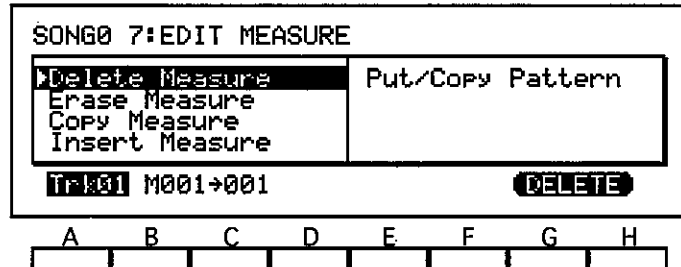 SONG0 7:EDIT MEASURE
Delete Measure
Erase Measure
Copy Measure
Insert Measure
Put/Copy Pattern
Trk01 M001→001 DELETE
A B C D E F G H